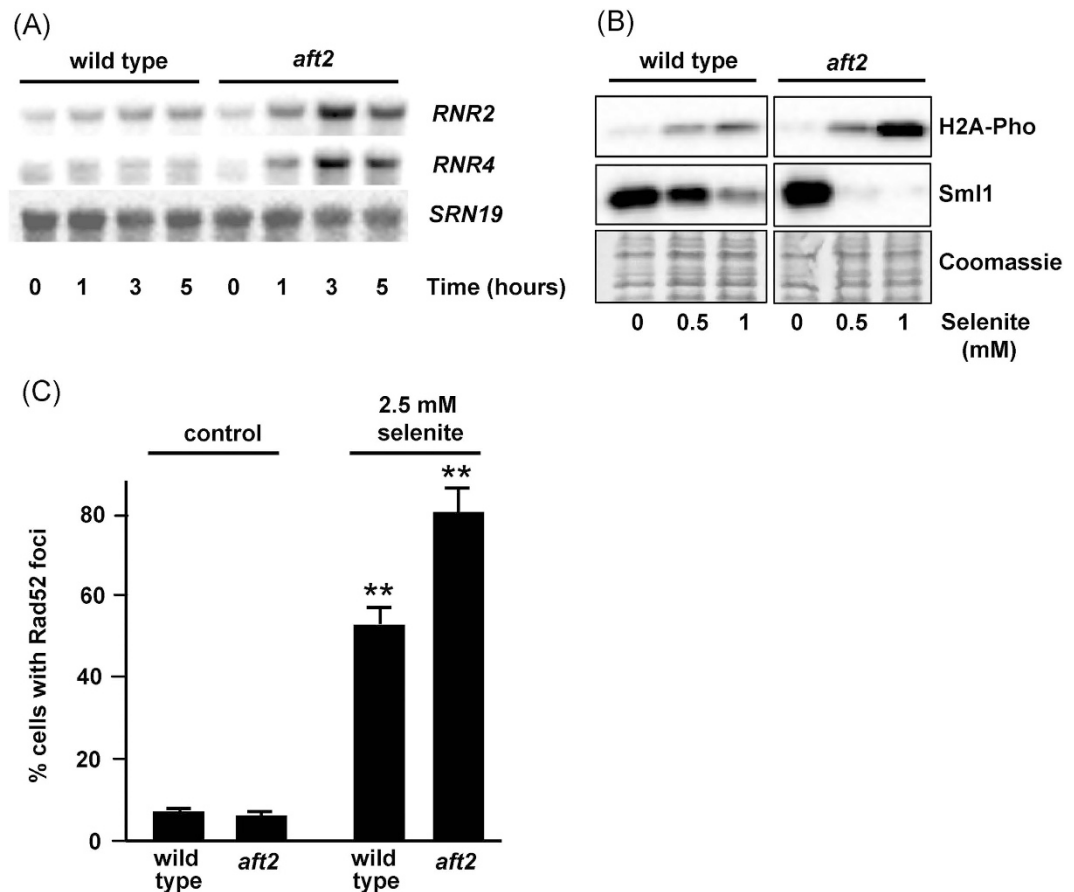 (A)
wild type aft2
RNR2
RNR4
SRN19
0 1 3 5 0 1 3 5 Time (hours)
(B)
wild type aft2
H2A-Pho
Sml1
Coomassie
0 0.5 1 0 0.5 1 Selenite
(mM)
(C)
2.5 mM
control selenite
% cells with Rad52 foci
80
60
40
20
0
**
**
wild aft2 wild aft2
type type